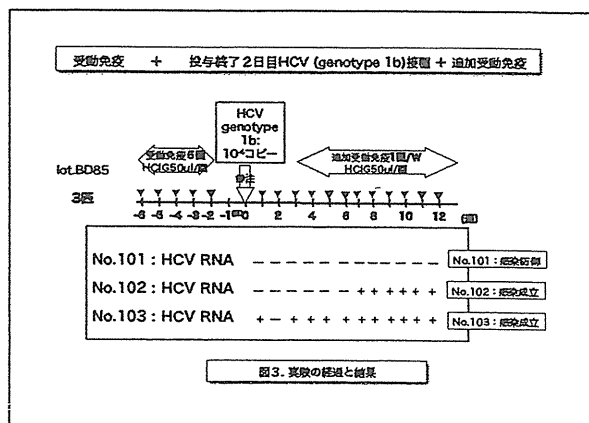 受動免疫 + 投与終了2日目HCV (genotype 1b)接種 + 追加受動免疫
HCV
genotype
1b:
10⁴コピー
lot.BD85
3匹
受動免疫6回
HCIG50ul/回
追加受動免疫1回/W
HCIG50ul/回
-6 -5 -4 -3 -2 -1 0 2 3 4 5 6 7 8 9 10 11 12
No.101 : HCV RNA − − − − − − − − − − − − No.101 : 感染防御
No.102 : HCV RNA − − − − − − + + + + + + No.102 : 感染成立
No.103 : HCV RNA + − + + + + + + + + + + No.103 : 感染成立
図3. 実験の経過と結果